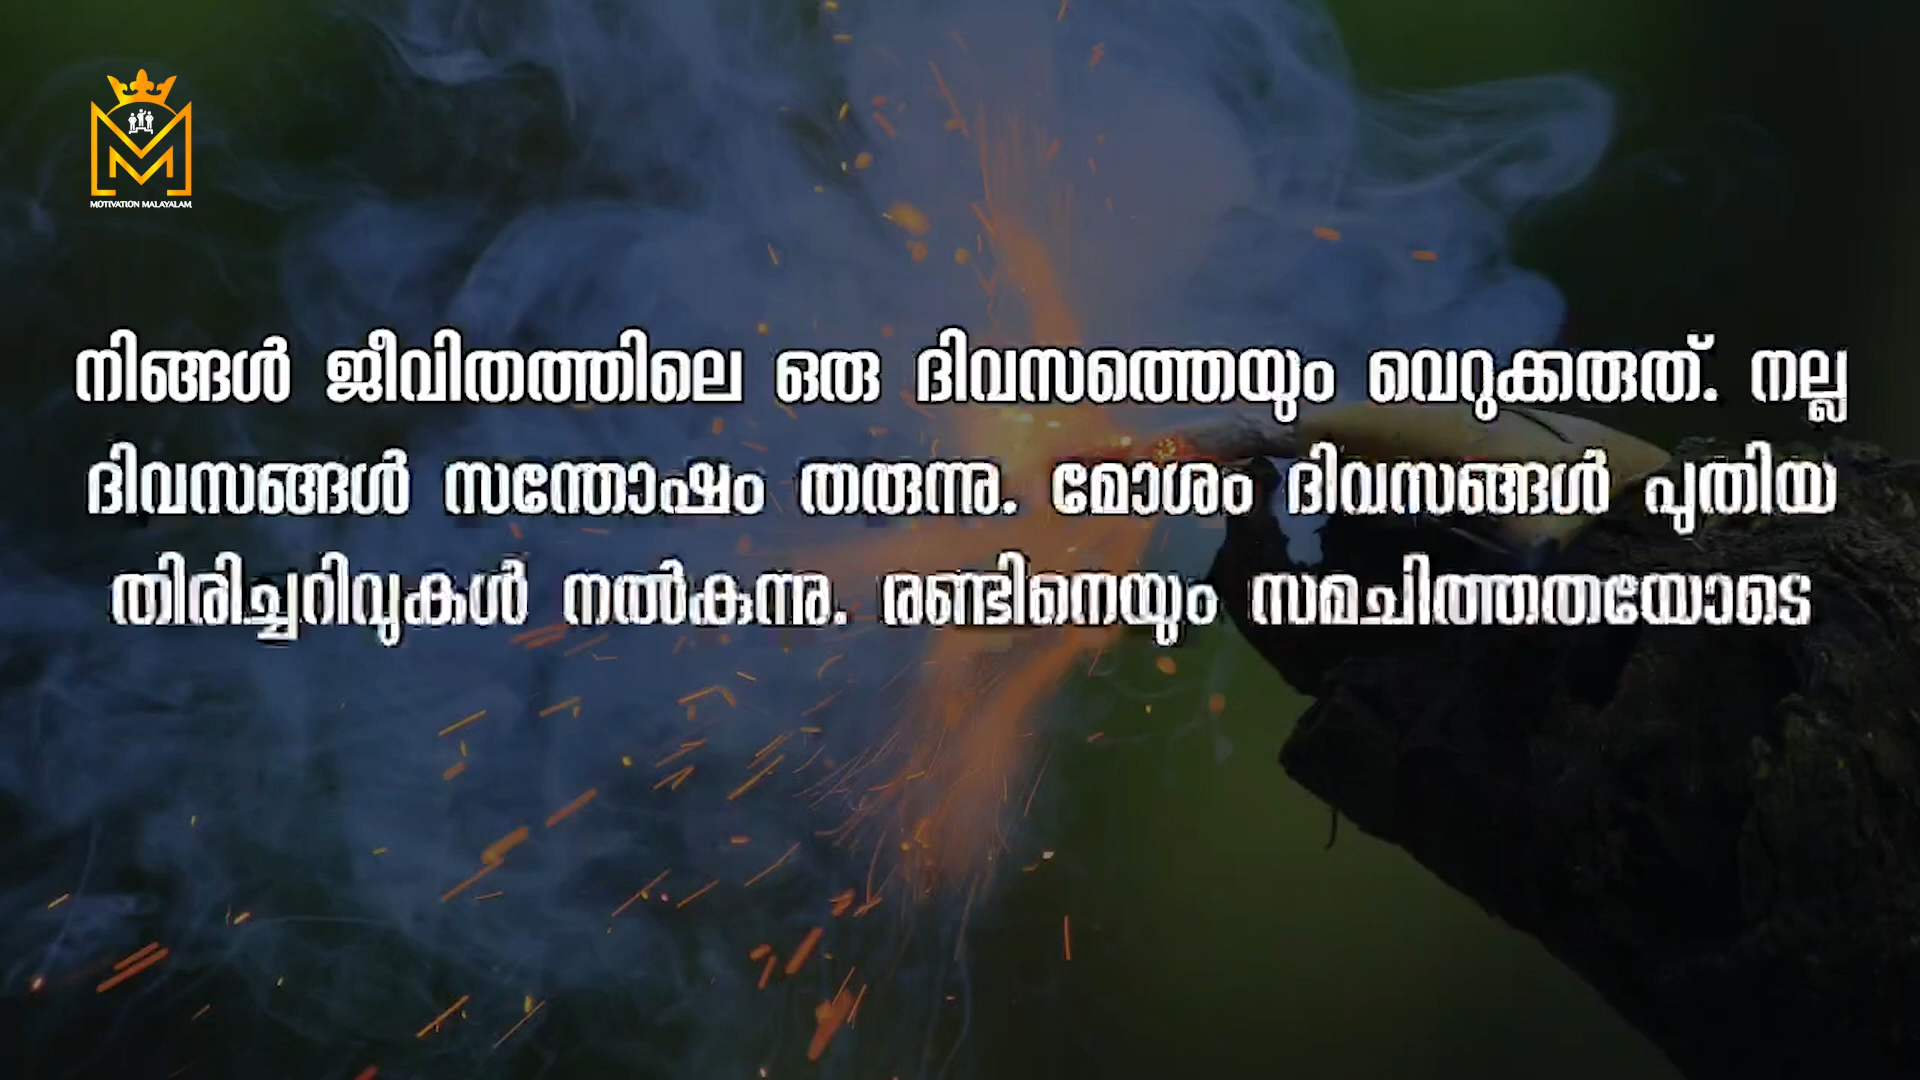 MOTIVATION MALAYALAM
നിങ്ങൾ ജീവിതത്തിലെ ഒരു ദിവസത്തെയും വെറുക്കരുത്. നല്ല
ദിവസങ്ങൾ സന്തോഷം തരുന്നു. മോശം ദിവസങ്ങൾ പുതിയ
തിരിച്ചറിവുകൾ നൽകുന്നു. രണ്ടിനെയും സമചിത്തതയോടെ